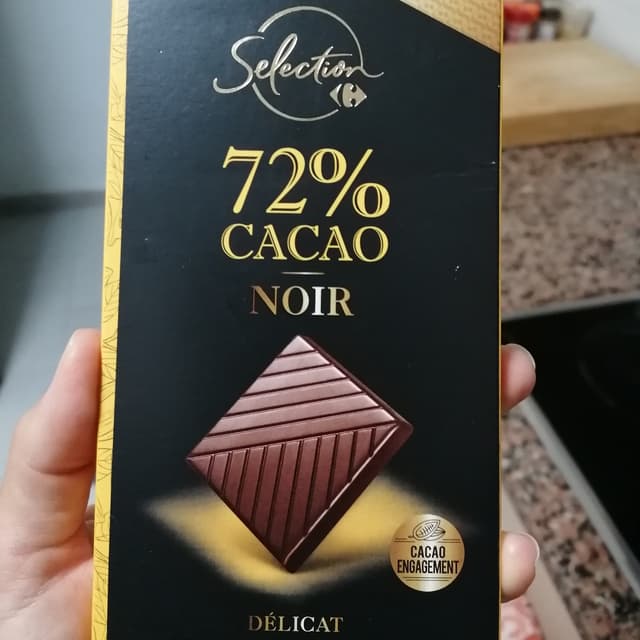 Selection
72%
CACAO
NOIR
CACAO
ENGAGEMENT
DÉLICAT